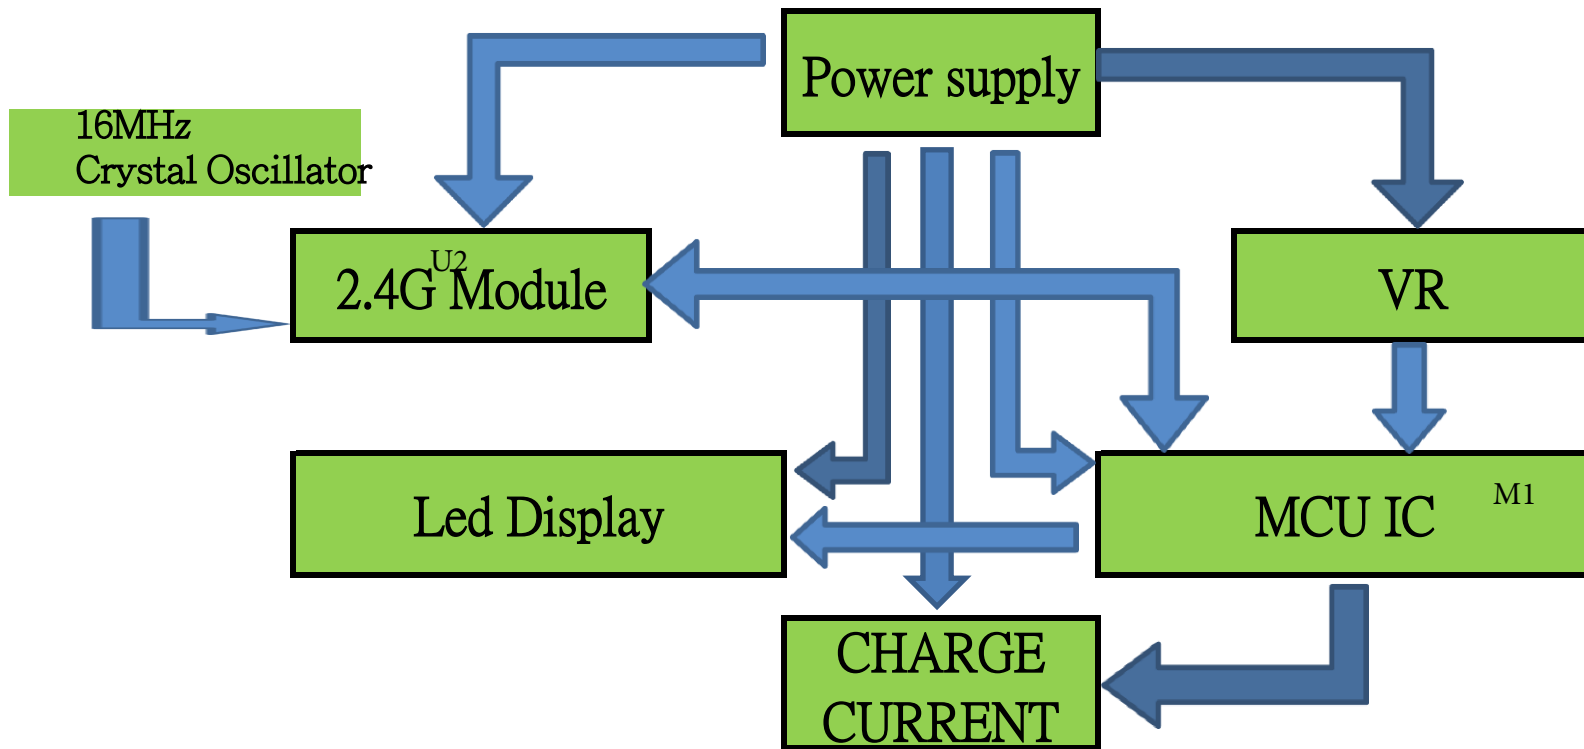 Power supply
16MHz
Crystal Oscillator
U2
2.4G Module
VR
Led Display
MCU IC
M1
CHARGE
CURRENT